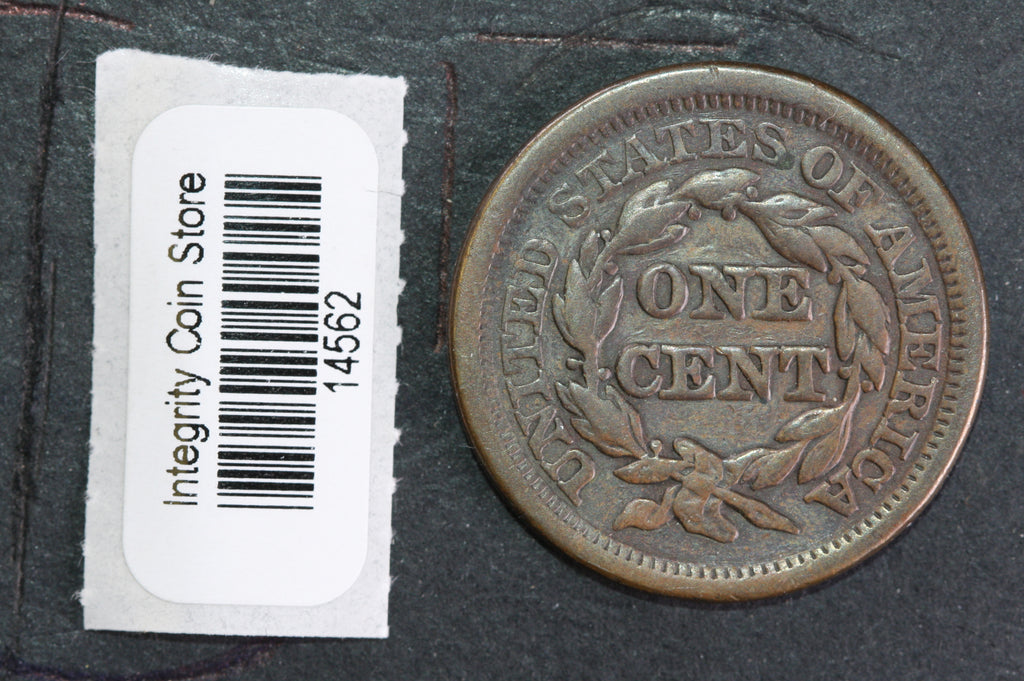 Integrity Coin Store
14562
UNITED STATES OF AMERICA
ONE
CENT